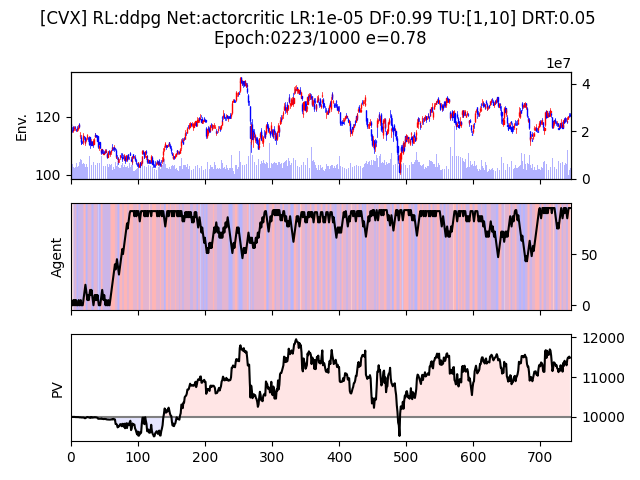 [CVX] RL:ddpg Net:actorcritic LR:1e-05 DF:0.99 TU:[1,10] DRT:0.05
Epoch:0223/1000 e=0.78
1e7
Env.
120
100
4
2
0
Agent
50
0
PV
12000
11000
10000
0 100 200 300 400 500 600 700